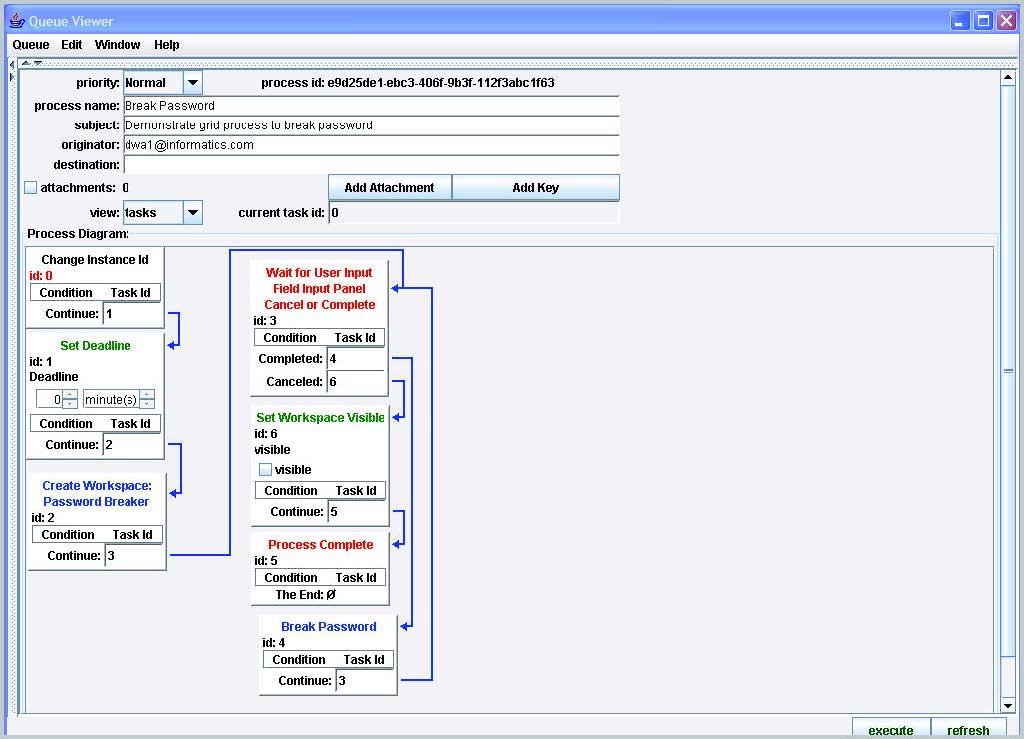 Queue Viewer
Queue Edit Window Help
priority: Normal process id: e9d25de1-ebc3-406f-9b3f-112f3abc1f63
process name: Break Password
subject: Demonstrate grid process to break password
originator: dwa1@informatics.com
destination:
attachments: 0 Add Attachment Add Key
view: tasks current task id: 0
Process Diagram:
Change Instance Id
id: 0
Condition Task Id
Continue: 1
Set Deadline
id: 1
Deadline
0 minute(s)
Condition Task Id
Continue: 2
Create Workspace:
Password Breaker
id: 2
Condition Task Id
Continue: 3
Wait for User Input
Field Input Panel
Cancel or Complete
id: 3
Condition Task Id
Completed: 4
Canceled: 6
Set Workspace Visible
id: 6
visible
visible
Condition Task Id
Continue: 5
Process Complete
id: 5
Condition Task Id
The End: Ø
Break Password
id: 4
Condition Task Id
Continue: 3
execute refresh